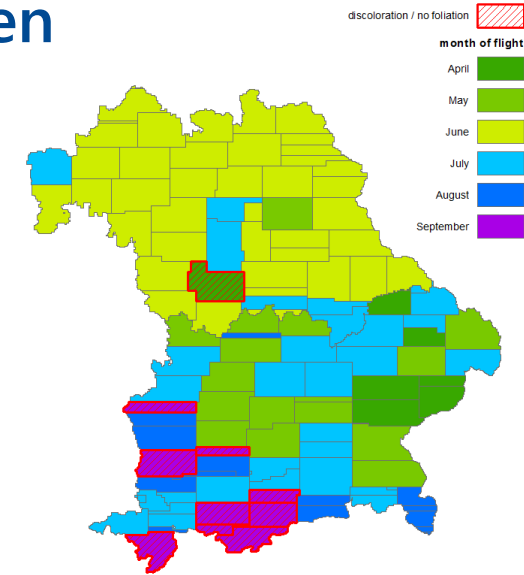 en
discoloration / no foliation
month of flight
April
May
June
July
August
September